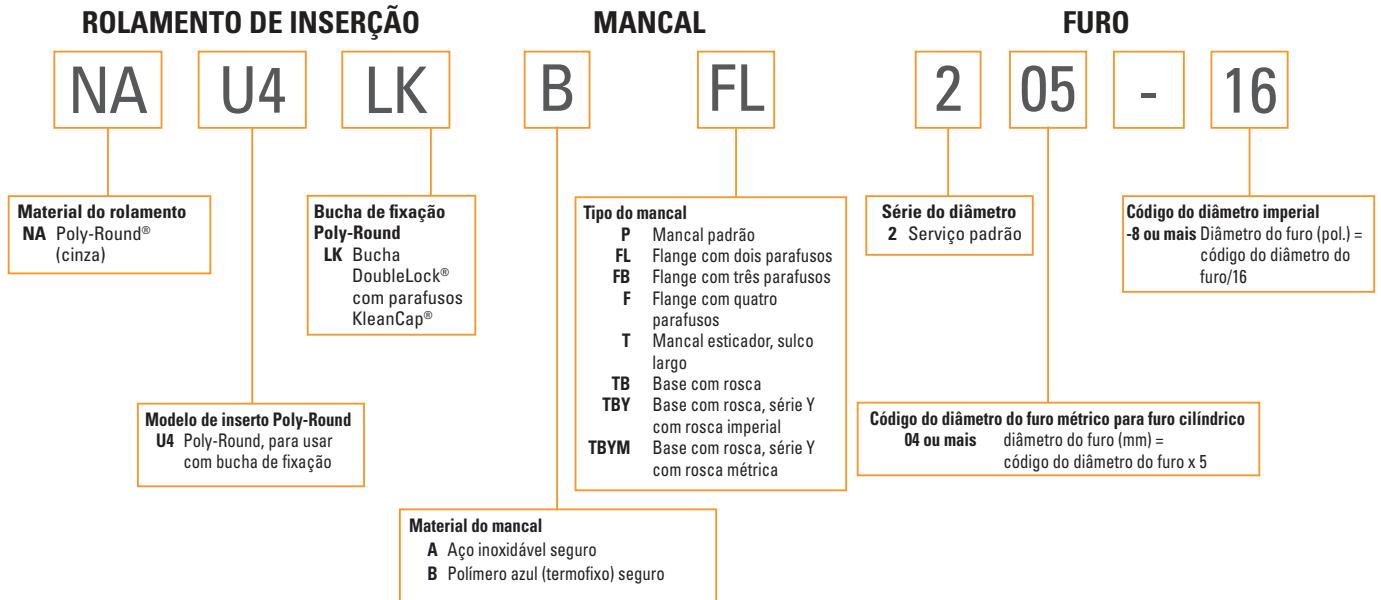 ROLAMENTO DE INSERÇÃO
MANCAL
FURO
NA
U4
LK
B
FL
2
05
-
16
Material do rolamento
NA Poly-Round®
(cinza)
Bucha de fixação
Poly-Round
LK Bucha
DoubleLock®
com parafusos
KleanCap®
Tipo do mancal
P Mancal padrão
FL Flange com dois parafusos
FB Flange com três parafusos
F Flange com quatro
parafusos
T Mancal esticador, sulco
largo
TB Base com rosca
TBY Base com rosca, série Y
com rosca imperial
TBYM Base com rosca, série Y
com rosca métrica
Série do diâmetro
2 Serviço padrão
Código do diâmetro imperial
-8 ou mais Diâmetro do furo (pol.) =
código do diâmetro do
furo/16
Modelo de inserto Poly-Round
U4 Poly-Round, para usar
com bucha de fixação
Código do diâmetro do furo métrico para furo cilíndrico
04 ou mais diâmetro do furo (mm) =
código do diâmetro do furo x 5
Material do mancal
A Aço inoxidável seguro
B Polímero azul (termofixo) seguro